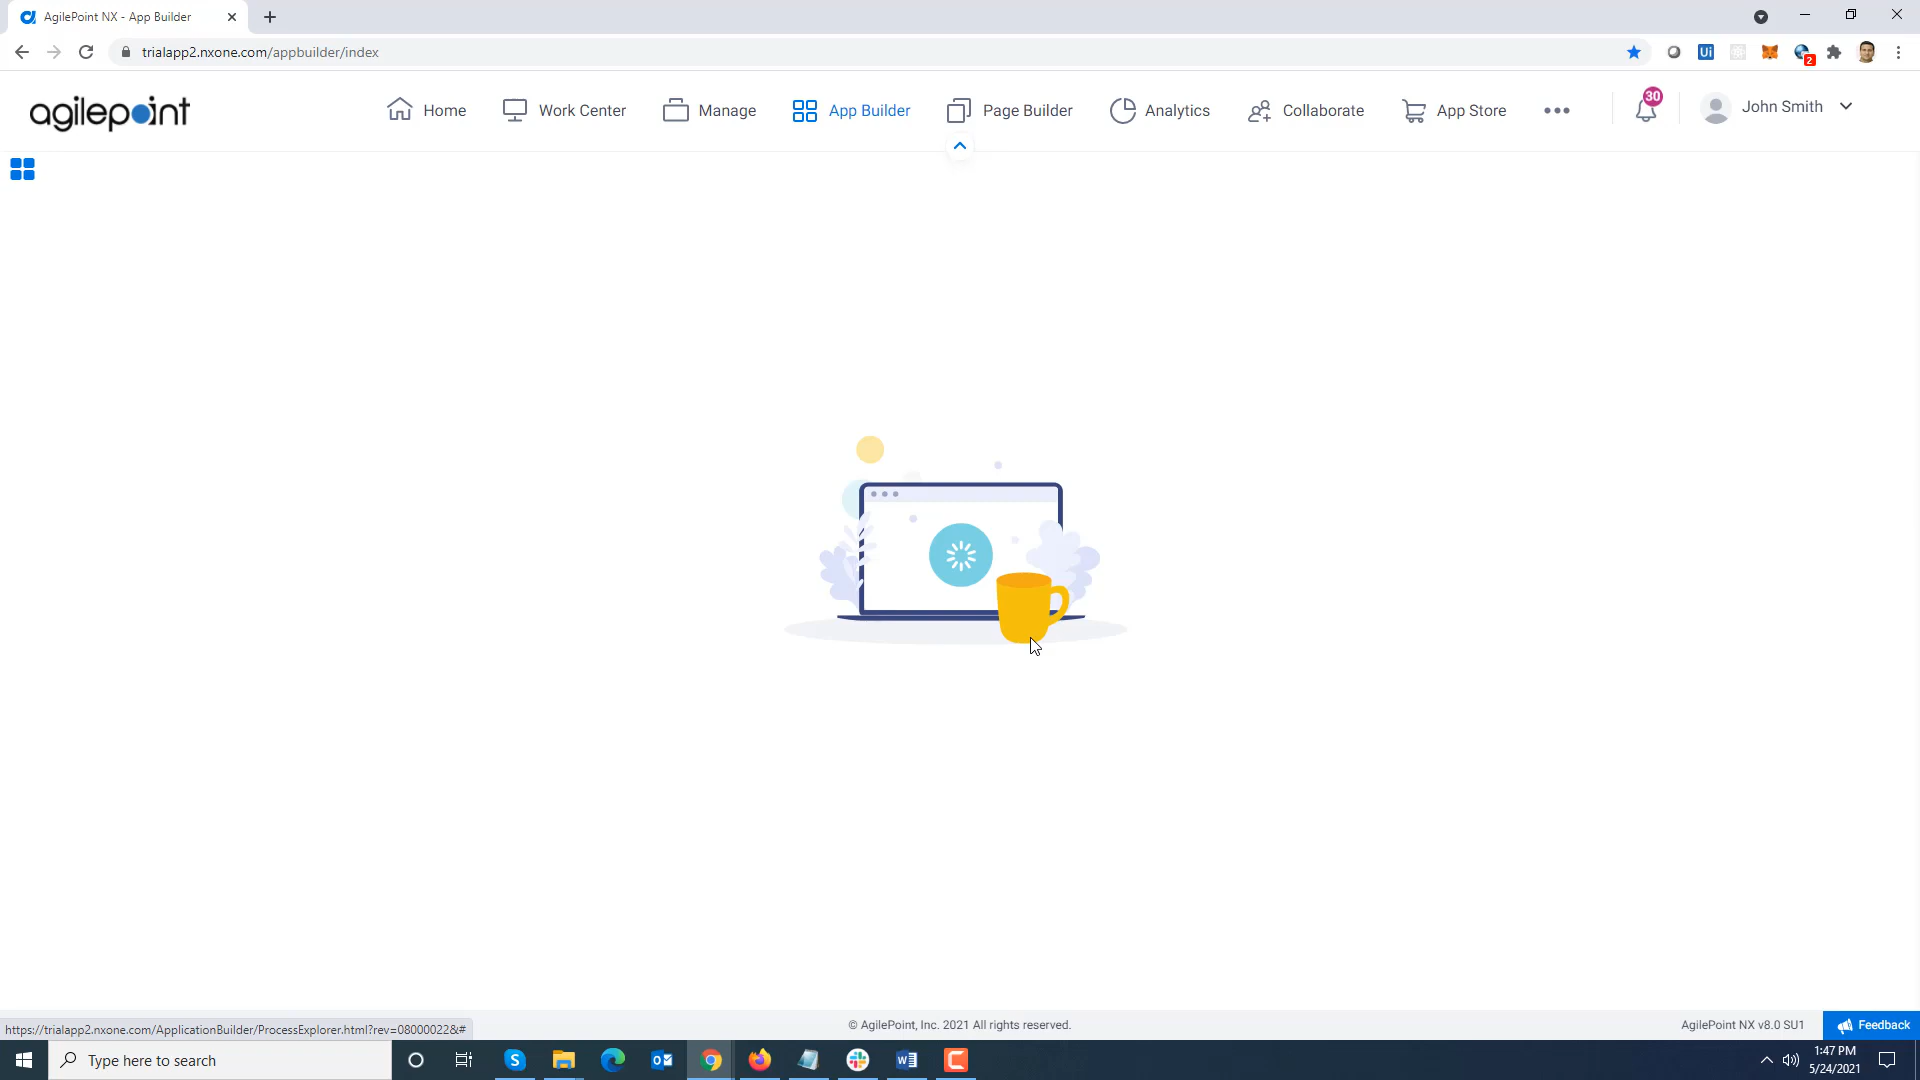 AgilePoint NX - App Builder
trialapp2.nxone.com/appbuilder/index
Ui
2
agilepoint
Home
Work Center
Manage
App Builder
Page Builder
Analytics
Collaborate
App Store
30
John Smith
https://trialapp2.nxone.com/ApplicationBuilder/ProcessExplorer.html?rev=08000022&#
© AgilePoint, Inc. 2021 All rights reserved.
AgilePoint NX v8.0 SU1
Feedback
Type here to search
1:47 PM
5/24/2021